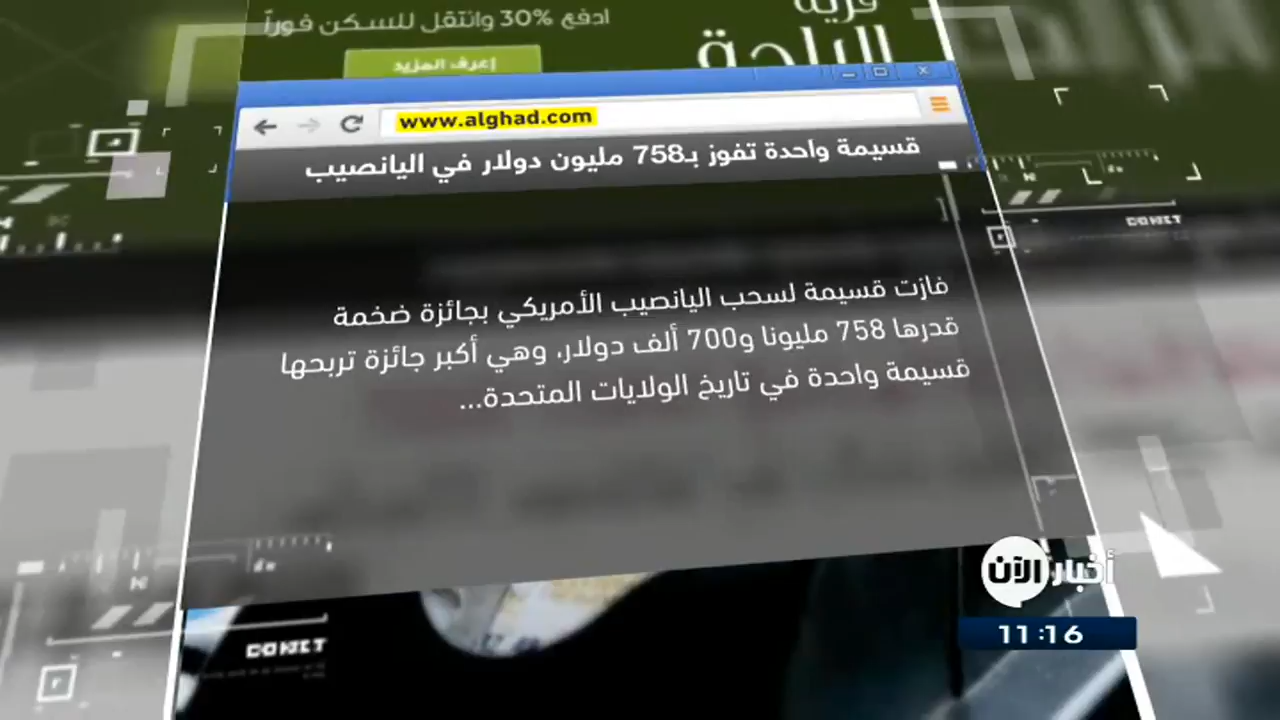 ادفع 30% وانتقل للسكن فوراً
قرية
إعرف المزيد
www.alghad.com
قسيمة واحدة تفوز بـ758 مليون دولار في اليانصيب
فازت قسيمة لسحب اليانصيب الأمريكي بجائزة ضخمة
قدرها 758 مليونا و700 ألف دولار، وهي أكبر جائزة تربحها
قسيمة واحدة في تاريخ الولايات المتحدة...
أخبار الآن
11:16